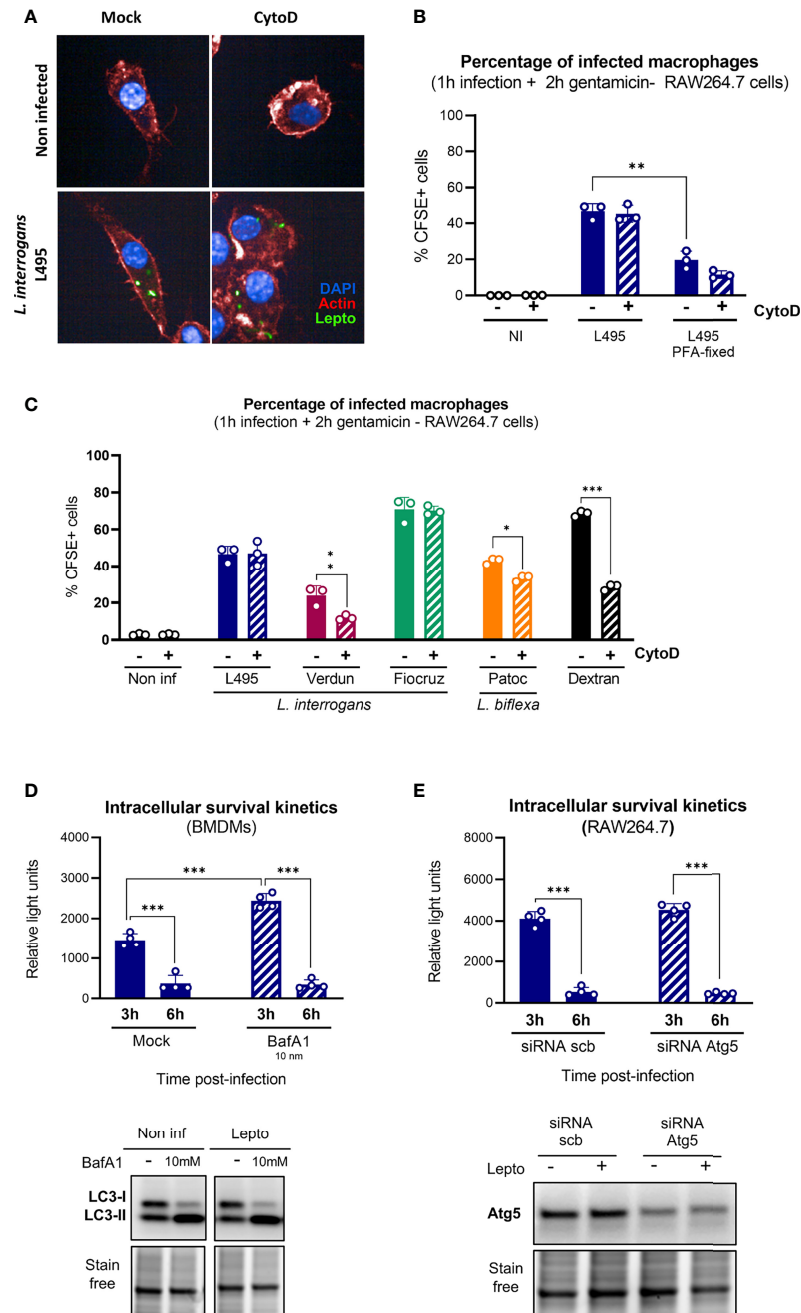 A
Mock
CytoD
Non infected
L. interrogans
L495
DAPI
Actin
Lepto
B
Percentage of infected macrophages
(1h infection + 2h gentamicin- RAW264.7 cells)
% CFSE+ cells
100
80
60
40
20
0
**
- + - + - + CytoD
NI L495 L495
PFA-fixed
C
Percentage of infected macrophages
(1h infection + 2h gentamicin - RAW264.7 cells)
% CFSE+ cells
100
80
60
40
20
0
*
*
*
***
- + - + - + - + - + - + CytoD
Non inf L495 Verdun Fiocruz Patoc Dextran
L. interrogans L. biflexa
D
Intracellular survival kinetics
(BMDMs)
Relative light units
4000
3000
2000
1000
0
*** *** ***
3h 6h 3h 6h
Mock BafA1
10 nm
Time post-infection
Non inf Lepto
BafA1 - 10mM - 10mM
LC3-I
LC3-II
Stain
free
E
Intracellular survival kinetics
(RAW264.7)
Relative light units
8000
6000
4000
2000
0
*** ***
3h 6h 3h 6h
siRNA scb siRNA Atg5
Time post-infection
siRNA siRNA
scb Atg5
Lepto - + - +
Atg5
Stain
free